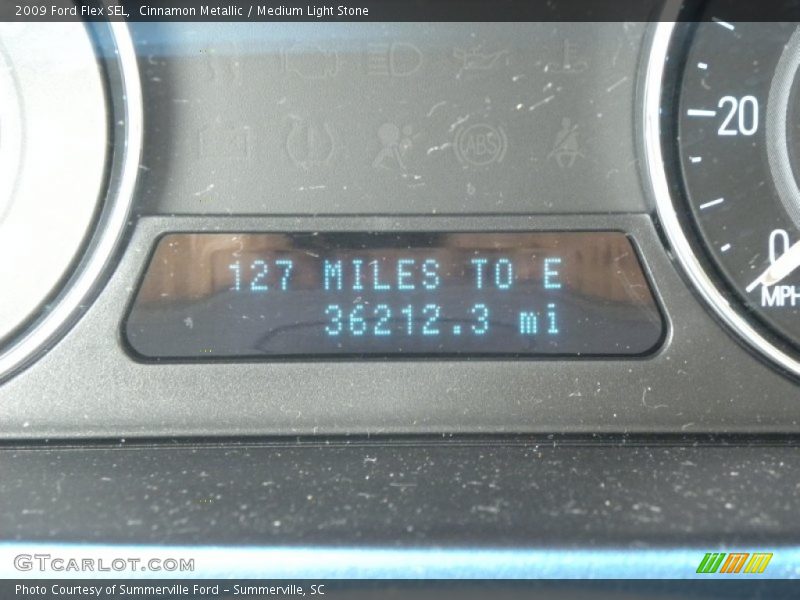 2009 Ford Flex SEL,  Cinnamon Metallic / Medium Light Stone
ABS
20
0
MPH
127 MILES TO E
36212.3 mi
GTCARLOT.COM
Photo Courtesy of Summerville Ford – Summerville, SC